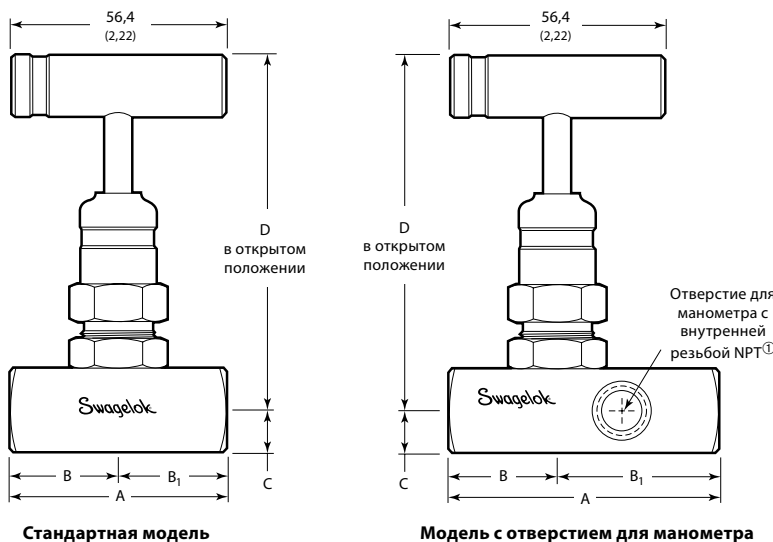 56,4
(2,22)
D
в открытом
положении
Swagelok
B
B₁
C
A
Стандартная модель
56,4
(2,22)
D
в открытом
положении
Отверстие для
манометра с
внутренней
резьбой NPT①
Swagelok
B
B₁
C
A
Модель с отверстием для манометра